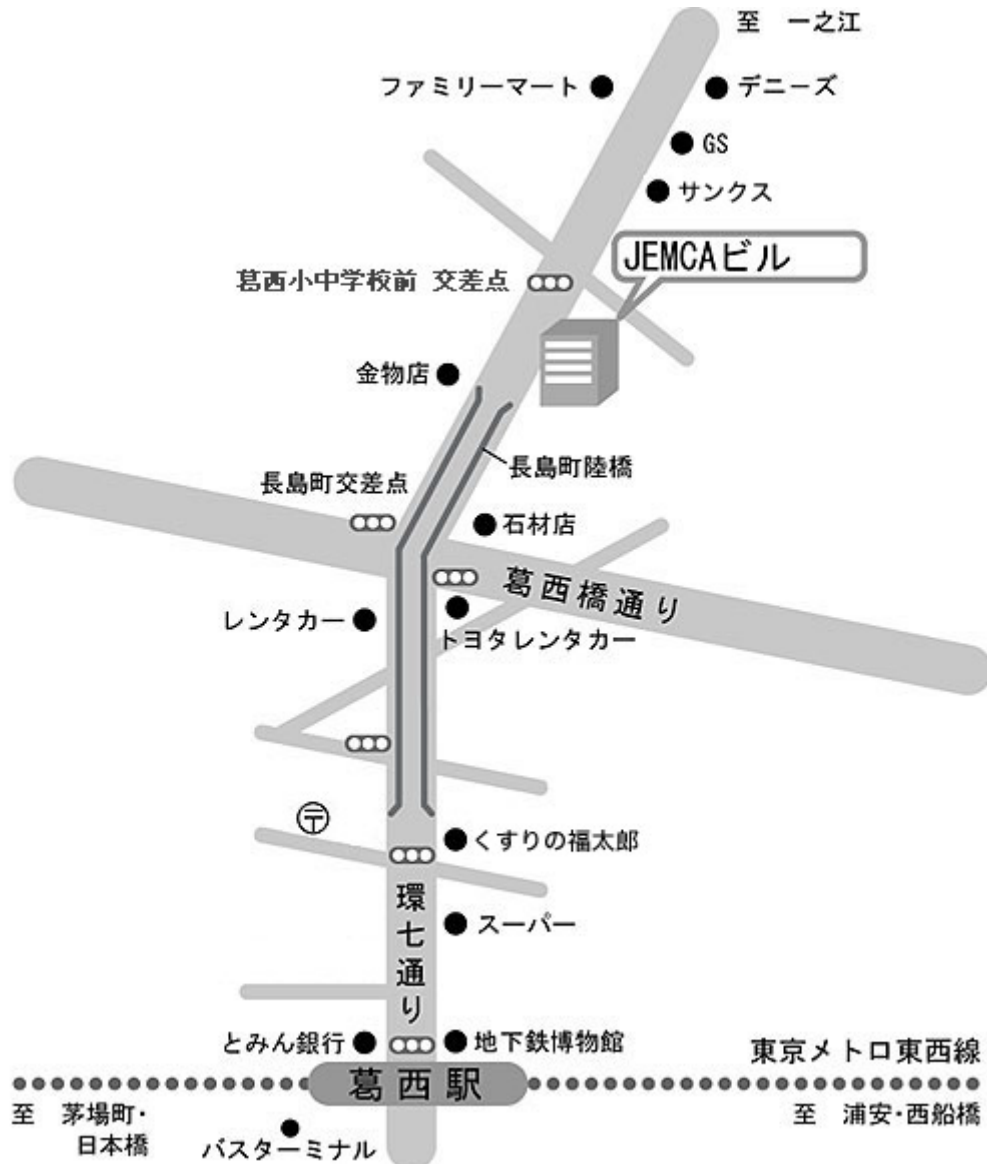 至 一之江
ファミリーマート
デニーズ
GS
サンクス
JEMCAビル
葛西小中学校前 交差点
金物店
長島町陸橋
長島町交差点
石材店
葛西橋通り
レンタカー
トヨタレンタカー
〒
くすりの福太郎
環七通り
スーパー
とみん銀行
地下鉄博物館
東京メトロ東西線
葛西駅
至 茅場町・
日本橋
至 浦安・西船橋
バスターミナル